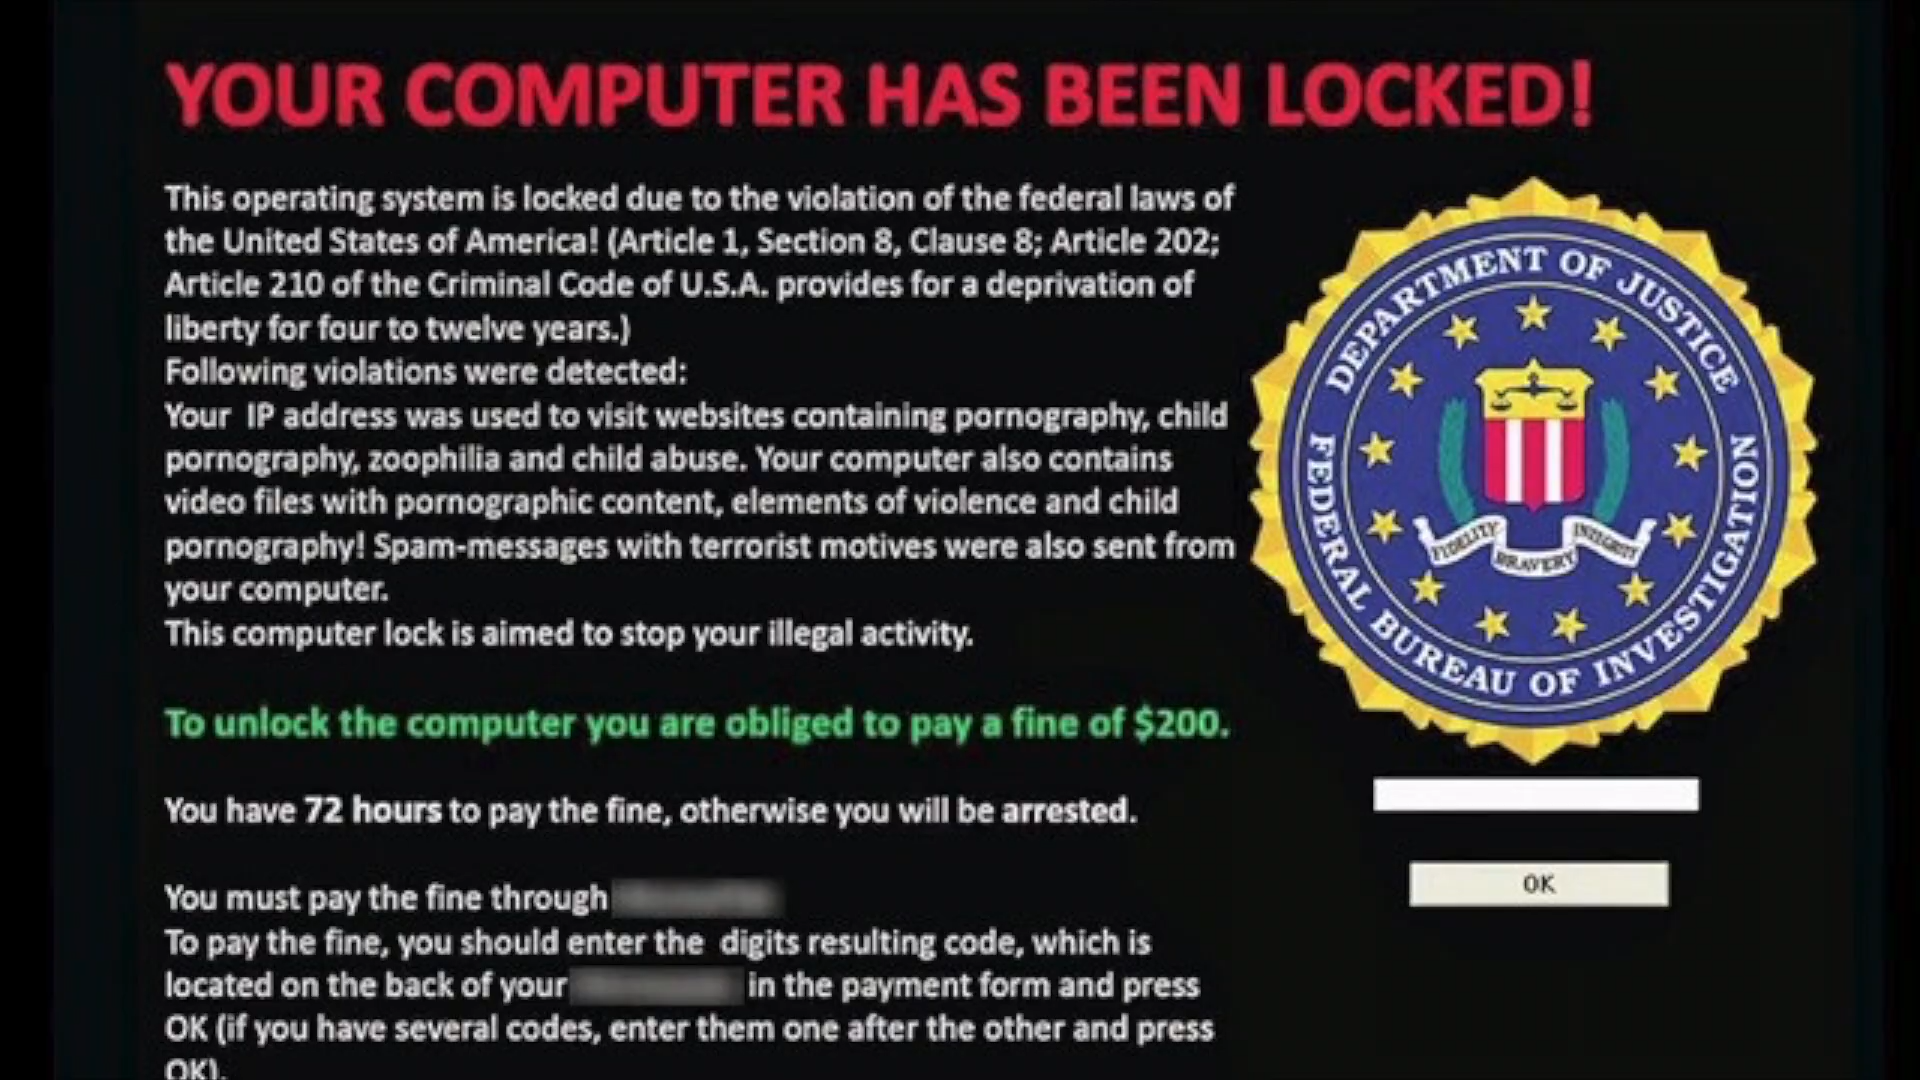 YOUR COMPUTER HAS BEEN LOCKED!
This operating system is locked due to the violation of the federal laws of
the United States of America! (Article 1, Section 8, Clause 8; Article 202;
Article 210 of the Criminal Code of U.S.A. provides for a deprivation of
liberty for four to twelve years.)
Following violations were detected:
Your IP address was used to visit websites containing pornography, child
pornography, zoophilia and child abuse. Your computer also contains
video files with pornographic content, elements of violence and child
pornography! Spam-messages with terrorist motives were also sent from
your computer.
This computer lock is aimed to stop your illegal activity.
To unlock the computer you are obliged to pay a fine of $200.
You have 72 hours to pay the fine, otherwise you will be arrested.
You must pay the fine through
To pay the fine, you should enter the digits resulting code, which is
located on the back of your in the payment form and press
OK (if you have several codes, enter them one after the other and press
OK).
DEPARTMENT OF JUSTICE
FEDERAL BUREAU OF INVESTIGATION
FIDELITY
BRAVERY
INTEGRITY
OK